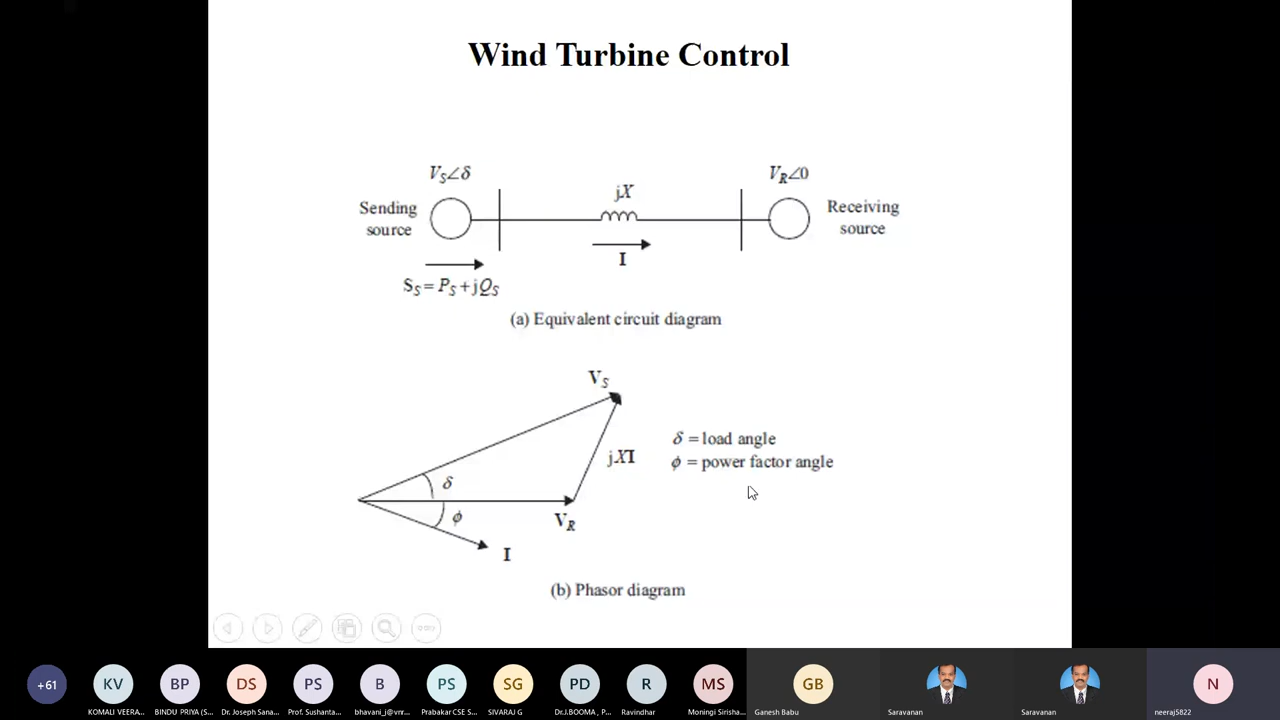 Wind Turbine Control
V_S∠δ
jX
V_R∠0
Sending
source
Receiving
source
I
S_S = P_S + jQ_S
(a) Equivalent circuit diagram
V_S
jXI
δ = load angle
ϕ = power factor angle
δ
ϕ
V_R
I
(b) Phasor diagram
+61
KV
BP
DS
PS
B
PS
SG
PD
R
MS
GB
N
KOMALI VEERA...
BINDU PRIYA (S...
Dr. Joseph Sana...
Prof. Sushanta...
bhavani_j@vnr...
Prabakar CSE S...
SIVARAJ G
Dr.J.BOOMA , P...
Ravindhar
Moningi Sirisha...
Ganesh Babu
Saravanan
Saravanan
neeraj5822